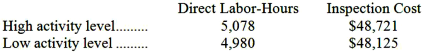 Direct Labor-Hours Inspection Cost
High activity level......... 5,078 $48,721
Low activity level ......... 4,980 $48,125